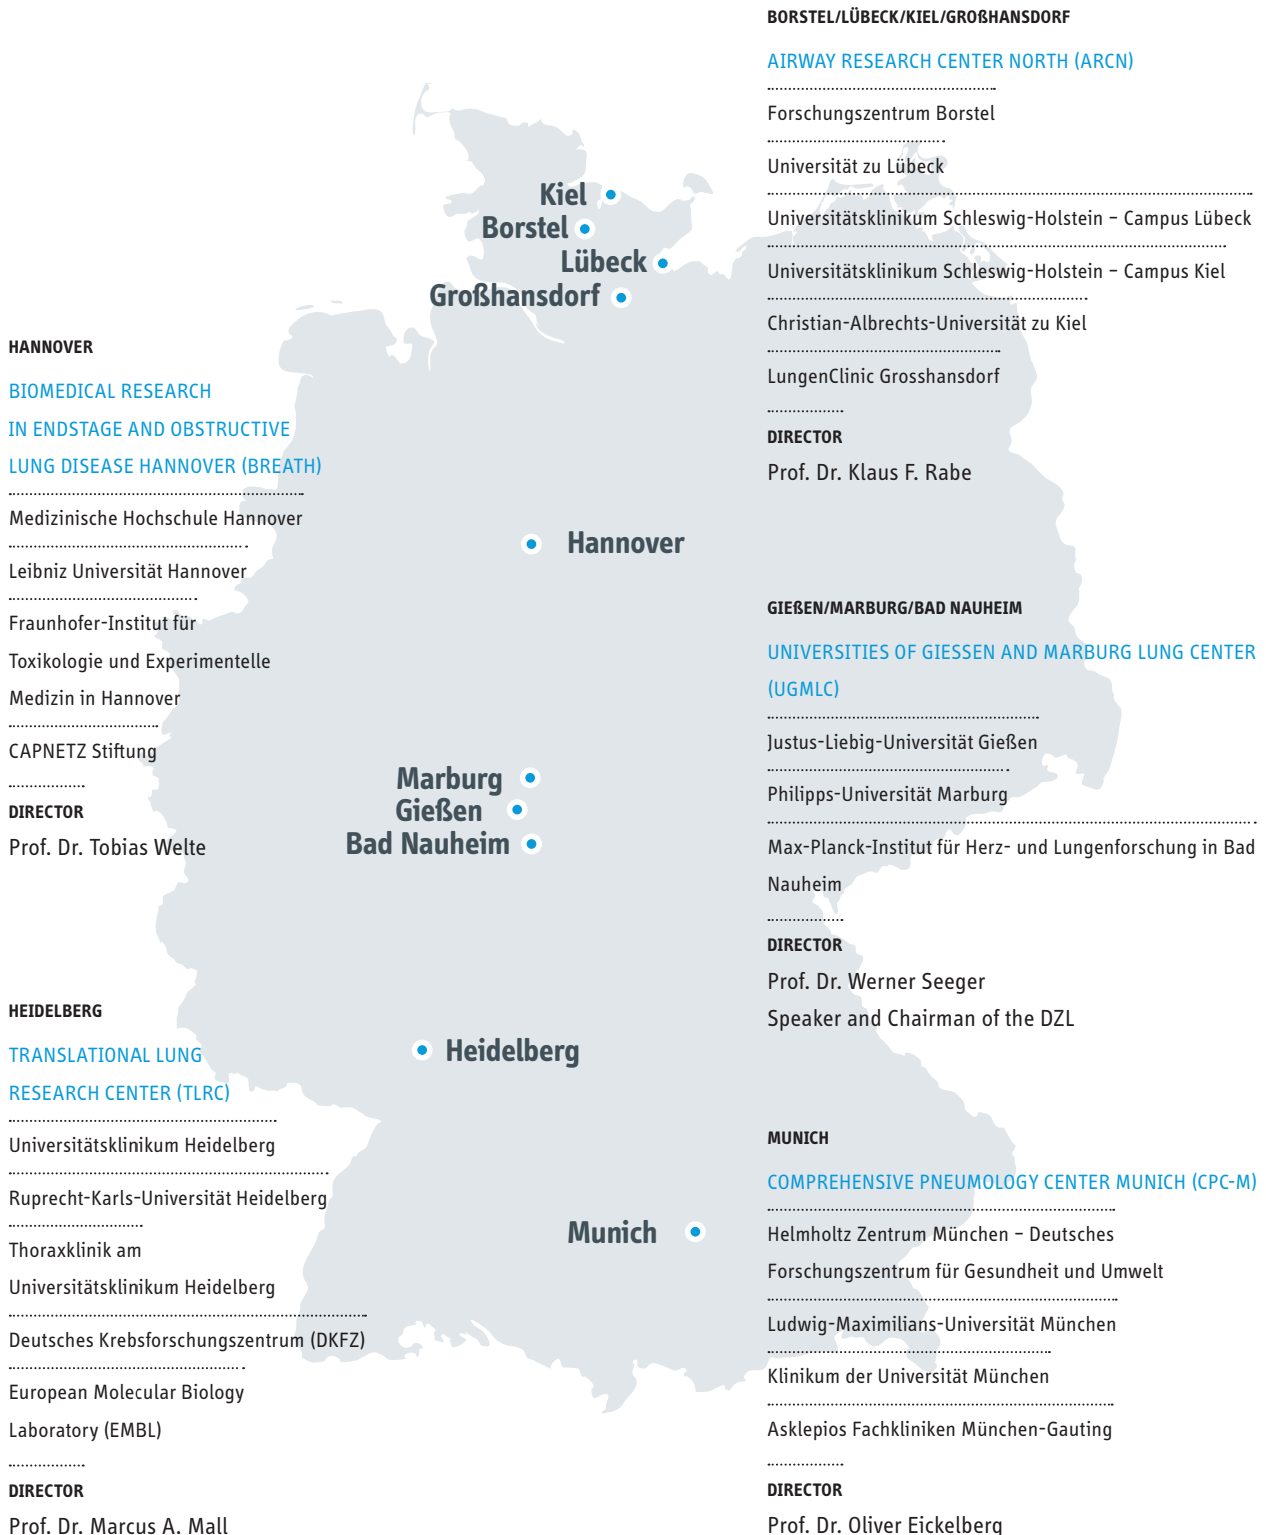 BORSTEL/LÜBECK/KIEL/GROßHANSDORF
AIRWAY RESEARCH CENTER NORTH (ARCN)
Forschungszentrum Borstel
Universität zu Lübeck
Universitätsklinikum Schleswig-Holstein – Campus Lübeck
Universitätsklinikum Schleswig-Holstein – Campus Kiel
Christian-Albrechts-Universität zu Kiel
LungenClinic Grosshansdorf
DIRECTOR
Prof. Dr. Klaus F. Rabe
Kiel
Borstel
Lübeck
Großhansdorf
HANNOVER
BIOMEDICAL RESEARCH
IN ENDSTAGE AND OBSTRUCTIVE
LUNG DISEASE HANNOVER (BREATH)
Medizinische Hochschule Hannover
Leibniz Universität Hannover
Fraunhofer-Institut für
Toxikologie und Experimentelle
Medizin in Hannover
CAPNETZ Stiftung
DIRECTOR
Prof. Dr. Tobias Welte
Hannover
GIEßEN/MARBURG/BAD NAUHEIM
UNIVERSITIES OF GIESSEN AND MARBURG LUNG CENTER
(UGMLC)
Justus-Liebig-Universität Gießen
Philipps-Universität Marburg
Max-Planck-Institut für Herz- und Lungenforschung in Bad
Nauheim
DIRECTOR
Prof. Dr. Werner Seeger
Speaker and Chairman of the DZL
Marburg
Gießen
Bad Nauheim
HEIDELBERG
TRANSLATIONAL LUNG
RESEARCH CENTER (TLRC)
Universitätsklinikum Heidelberg
Ruprecht-Karls-Universität Heidelberg
Thoraxklinik am
Universitätsklinikum Heidelberg
Deutsches Krebsforschungszentrum (DKFZ)
European Molecular Biology
Laboratory (EMBL)
DIRECTOR
Prof. Dr. Marcus A. Mall
Heidelberg
Munich
MUNICH
COMPREHENSIVE PNEUMOLOGY CENTER MUNICH (CPC-M)
Helmholtz Zentrum München – Deutsches
Forschungszentrum für Gesundheit und Umwelt
Ludwig-Maximilians-Universität München
Klinikum der Universität München
Asklepios Fachkliniken München-Gauting
DIRECTOR
Prof. Dr. Oliver Eickelberg